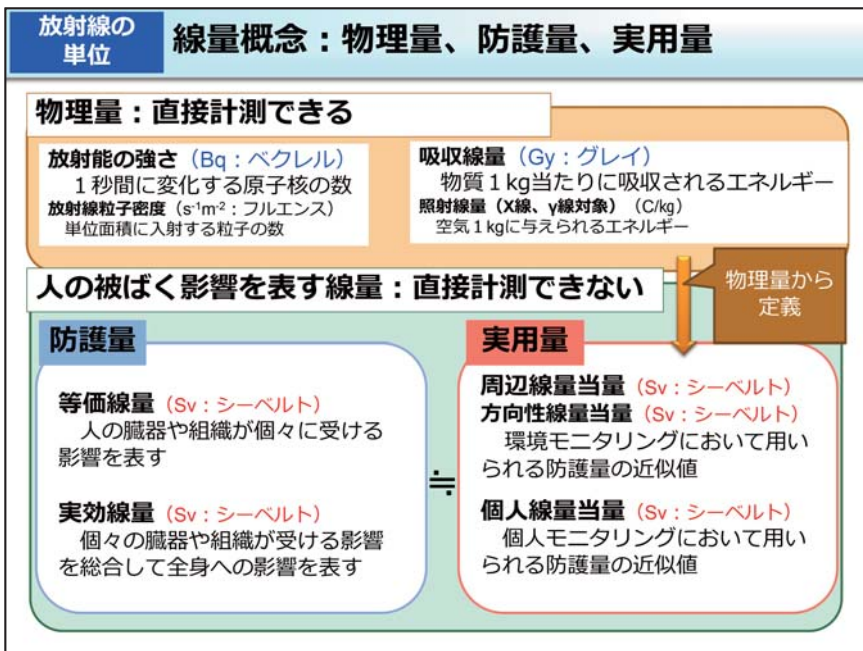 放射線の
単位
線量概念：物理量、防護量、実用量
物理量：直接計測できる
放射能の強さ（Bq：ベクレル）
１秒間に変化する原子核の数
放射線粒子密度（s⁻¹m⁻²：フルエンス）
単位面積に入射する粒子の数
吸収線量（Gy：グレイ）
物質１kg当たりに吸収されるエネルギー
照射線量（X線、γ線対象）（C/kg）
空気１kgに与えられるエネルギー
物理量から
定義
人の被ばく影響を表す線量：直接計測できない
防護量
等価線量（Sv：シーベルト）
人の臓器や組織が個々に受ける
影響を表す
実効線量（Sv：シーベルト）
個々の臓器や組織が受ける影響
を総合して全身への影響を表す
≒
実用量
周辺線量当量（Sv：シーベルト）
方向性線量当量（Sv：シーベルト）
環境モニタリングにおいて用い
られる防護量の近似値
個人線量当量（Sv：シーベルト）
個人モニタリングにおいて用い
られる防護量の近似値